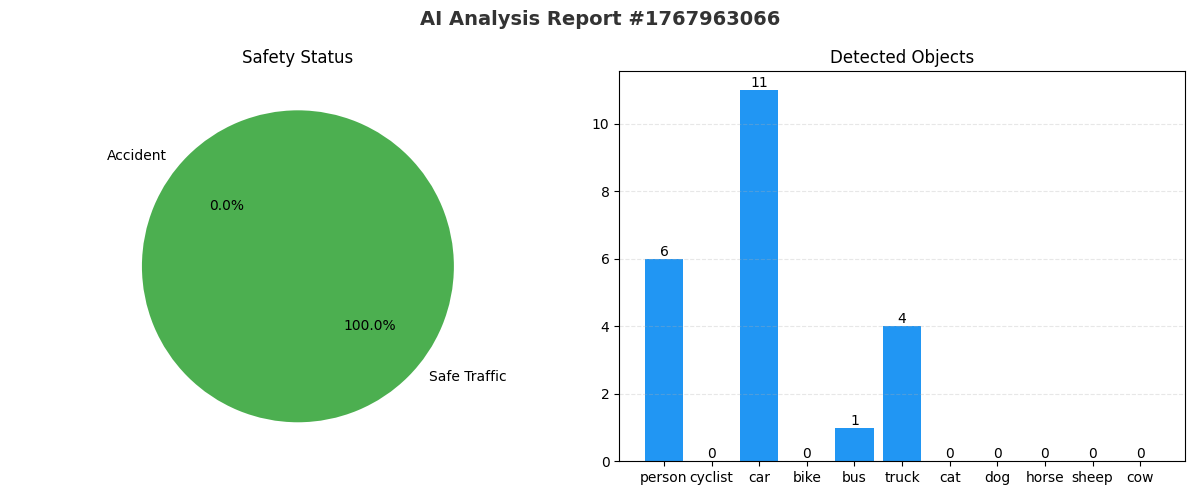 AI Analysis Report #1767963066
Safety Status
Accident
0.0%
100.0%
Safe Traffic
Detected Objects
11
10
8
6
6
4
4
2
1
0
0 0 0 0 0 0 0
person cyclist car bike bus truck cat dog horse sheep cow